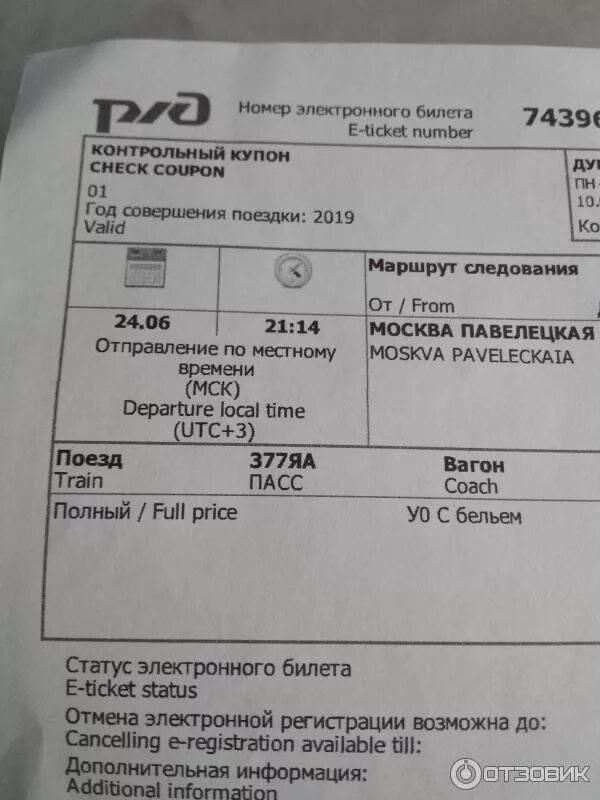 ржд
Номер электронного билета
E-ticket number
74396
КОНТРОЛЬНЫЙ КУПОН
CHECK COUPON
01
Год совершения поездки: 2019
Valid
ПН
10.
Маршрут следования
От / From
24.06
21:14
МОСКВА ПАВЕЛЕЦКАЯ
MOSKVA PAVELECKAIA
Отправление по местному
времени
(МСК)
Departure local time
(UTC+3)
Поезд 377ЯА Вагон
Train ПАСС Coach
Полный / Full price У0 С бельем
Статус электронного билета
E-ticket status
Отмена электронной регистрации возможна до:
Cancelling e-registration available till:
Дополнительная информация:
Additional information
ОТЗОВИК